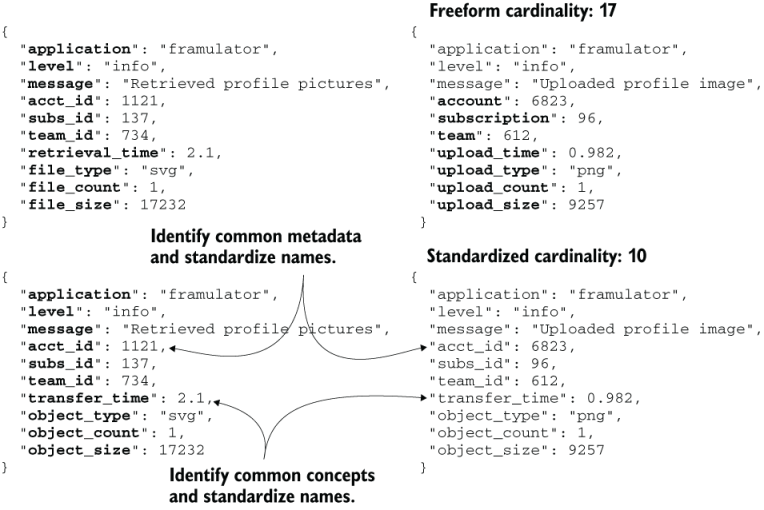 Freeform cardinality: 17
{
"application": "framulator",
"level": "info",
"message": "Retrieved profile pictures",
"acct_id": 1121,
"subs_id": 137,
"team_id": 734,
"retrieval_time": 2.1,
"file_type": "svg",
"file_count": 1,
"file_size": 17232
}
{
"application": "framulator",
"level": "info",
"message": "Uploaded profile image",
"account": 6823,
"subscription": 96,
"team": 612,
"upload_time": 0.982,
"upload_type": "png",
"upload_count": 1,
"upload_size": 9257
}
Identify common metadata
and standardize names.
Standardized cardinality: 10
{
"application": "framulator",
"level": "info",
"message": "Retrieved profile pictures",
"acct_id": 1121,
"subs_id": 137,
"team_id": 734,
"transfer_time": 2.1,
"object_type": "svg",
"object_count": 1,
"object_size": 17232
}
{
"application": "framulator",
"level": "info",
"message": "Uploaded profile image",
"acct_id": 6823,
"subs_id": 96,
"team_id": 612,
"transfer_time": 0.982,
"object_type": "png",
"object_count": 1,
"object_size": 9257
}
Identify common concepts
and standardize names.